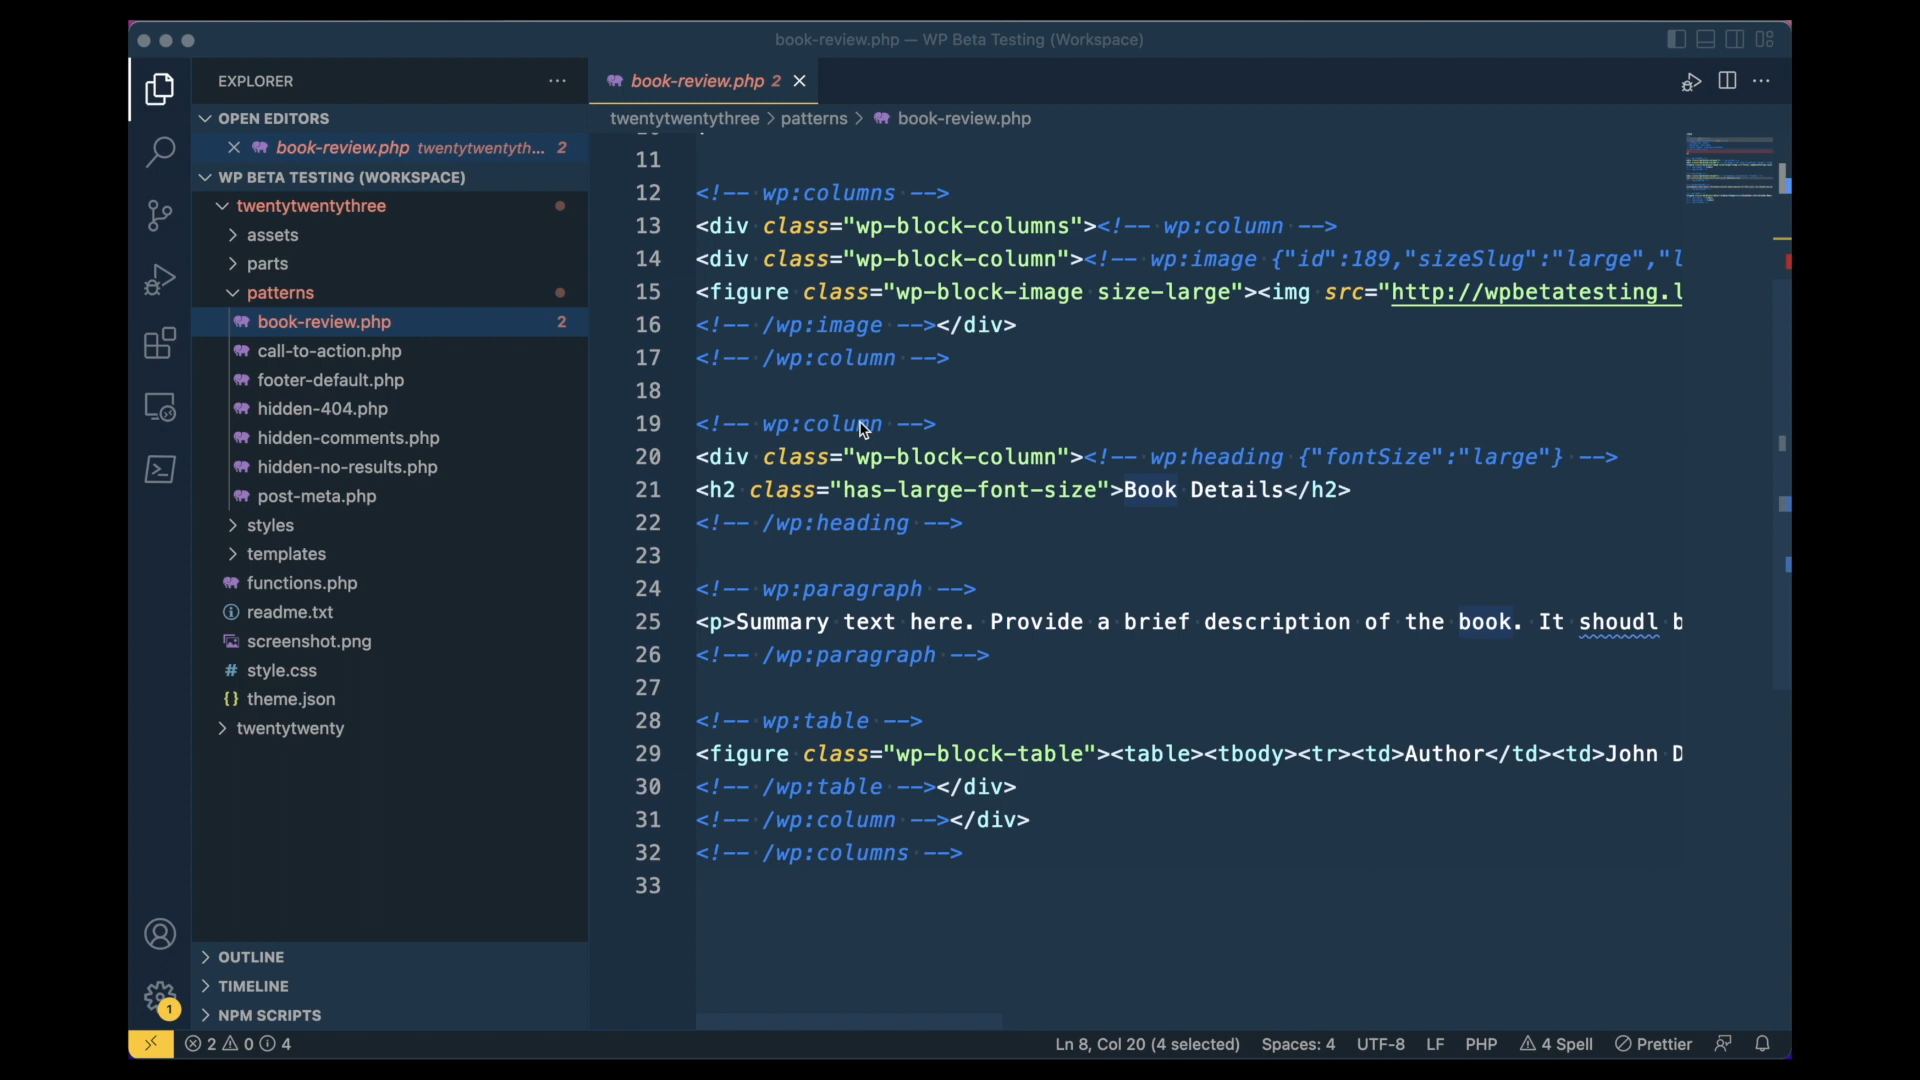 book-review.php — WP Beta Testing (Workspace)
EXPLORER
book-review.php 2
OPEN EDITORS
twentytwentythree > patterns > book-review.php
book-review.php twentytwentyth... 2
WP BETA TESTING (WORKSPACE)
twentytwentythree
assets
parts
patterns
book-review.php 2
call-to-action.php
footer-default.php
hidden-404.php
hidden-comments.php
hidden-no-results.php
post-meta.php
styles
templates
functions.php
readme.txt
screenshot.png
# style.css
{} theme.json
twentytwenty
OUTLINE
TIMELINE
NPM SCRIPTS
11
12 <!-- wp:columns -->
13 <div class="wp-block-columns"><!-- wp:column -->
14 <div class="wp-block-column"><!-- wp:image {"id":189,"sizeSlug":"large","l
15 <figure class="wp-block-image size-large"><img src="http://wpbetatesting.l
16 <!-- /wp:image --></div>
17 <!-- /wp:column -->
18
19 <!-- wp:column -->
20 <div class="wp-block-column"><!-- wp:heading {"fontSize":"large"} -->
21 <h2 class="has-large-font-size">Book Details</h2>
22 <!-- /wp:heading -->
23
24 <!-- wp:paragraph -->
25 <p>Summary text here. Provide a brief description of the book. It shoudl b
26 <!-- /wp:paragraph -->
27
28 <!-- wp:table -->
29 <figure class="wp-block-table"><table><tbody><tr><td>Author</td><td>John D
30 <!-- /wp:table --></div>
31 <!-- /wp:column --></div>
32 <!-- /wp:columns -->
33
1
2 0 4
Ln 8, Col 20 (4 selected) Spaces: 4 UTF-8 LF PHP 4 Spell Prettier